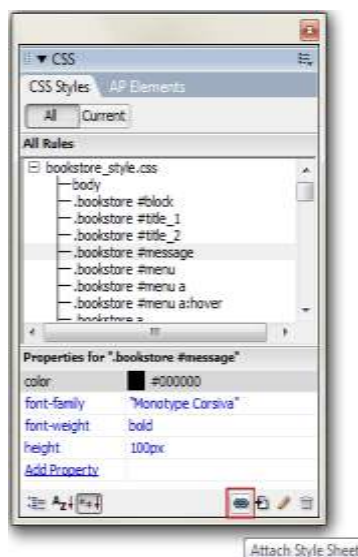 CSS
CSS Styles AP Elements
All Current
All Rules
bookstore_style.css
body
.bookstore #block
.bookstore #title_1
.bookstore #title_2
.bookstore #message
.bookstore #menu
.bookstore #menu a
.bookstore #menu a:hover
.bookstore a
Properties for ".bookstore #message"
color #000000
font-family "Monotype Corsiva"
font-weight bold
height 100px
Add Property
Attach Style Sheet